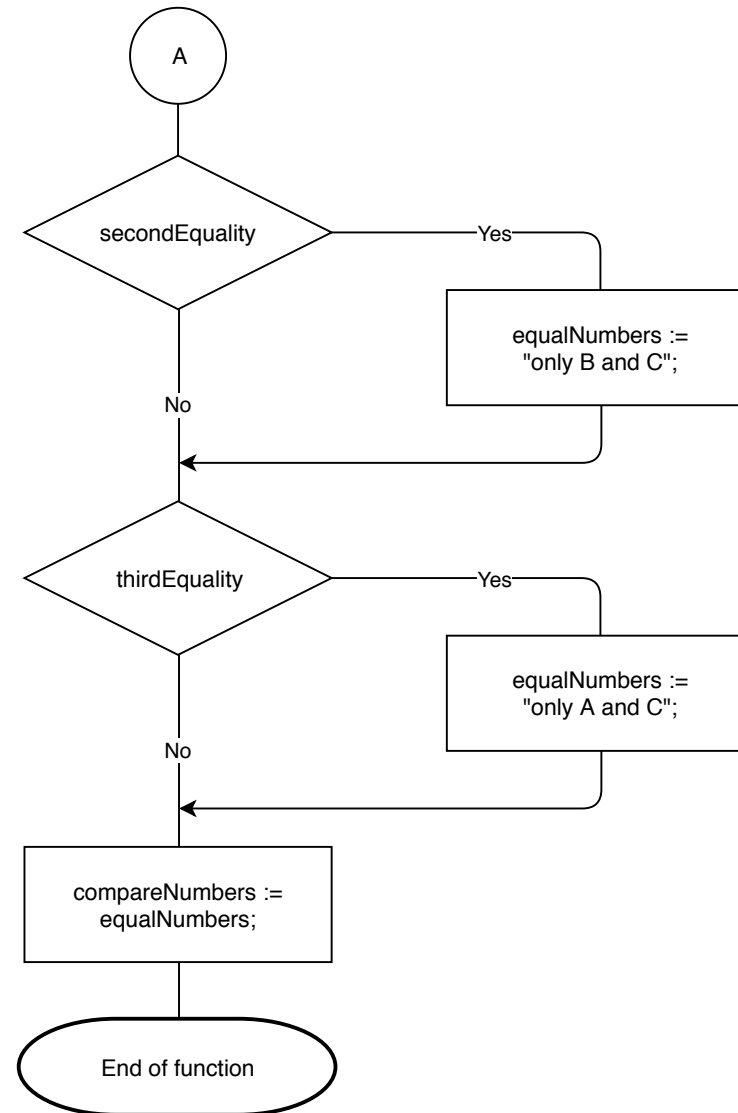 A
secondEquality
Yes
equalNumbers :=
"only B and C";
No
thirdEquality
Yes
equalNumbers :=
"only A and C";
No
compareNumbers :=
equalNumbers;
End of function